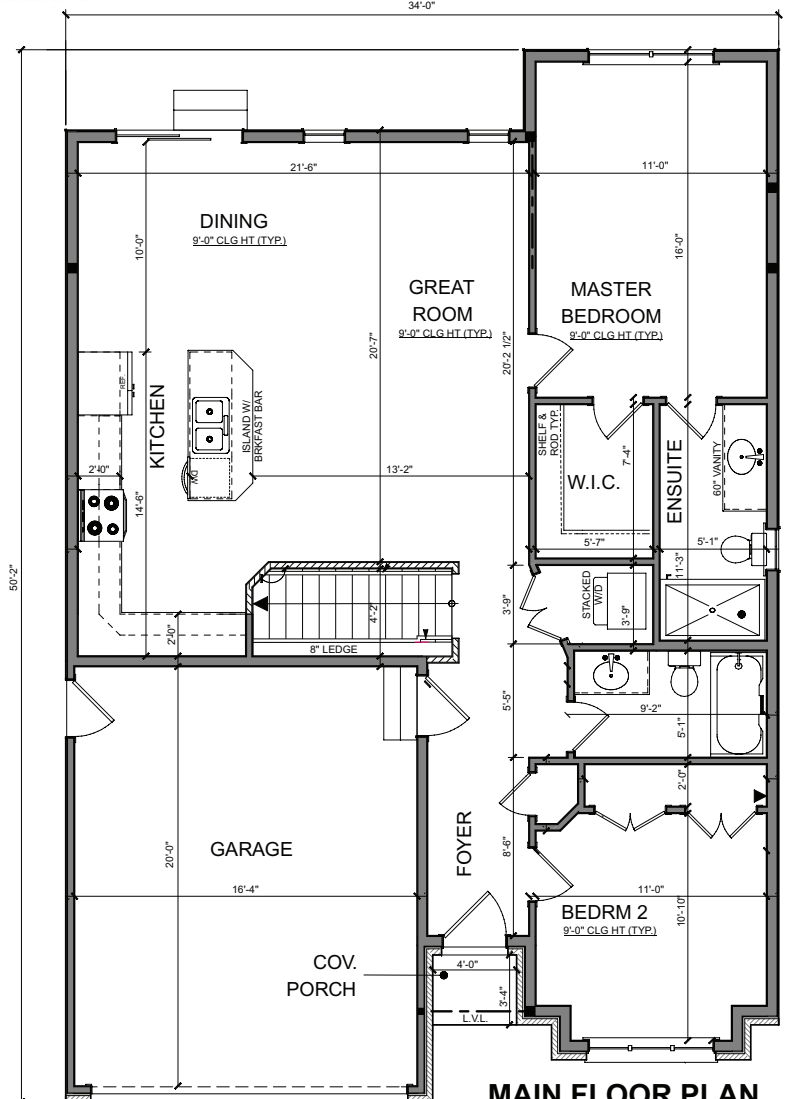 34'-0"
50'-2"
21'-6"
11'-0"
DINING
9'-0" CLG HT (TYP.)
10'-0"
16'-0"
GREAT
ROOM
9'-0" CLG HT (TYP.)
MASTER
BEDROOM
9'-0" CLG HT (TYP.)
20'-7"
20'-2 1/2"
REF.
KITCHEN
ISLAND W/
BRKFAST BAR
DW
2'-0"
14'-6"
13'-2"
SHELF &
ROD TYP.
7'-4"
W.I.C.
5'-7"
ENSUITE
60" VANITY
5'-1"
11'-3"
3'-9"
STACKED
W/D
3'-9"
4'-2"
2'-0"
8" LEDGE
5'-5"
9'-2"
5'-1"
2'-0"
GARAGE
20'-0"
16'-4"
FOYER
8'-6"
11'-0"
BEDRM 2
9'-0" CLG HT (TYP.)
10'-10"
COV.
PORCH
4'-0"
3'-4"
L.V.L.
MAIN FLOOR PLAN